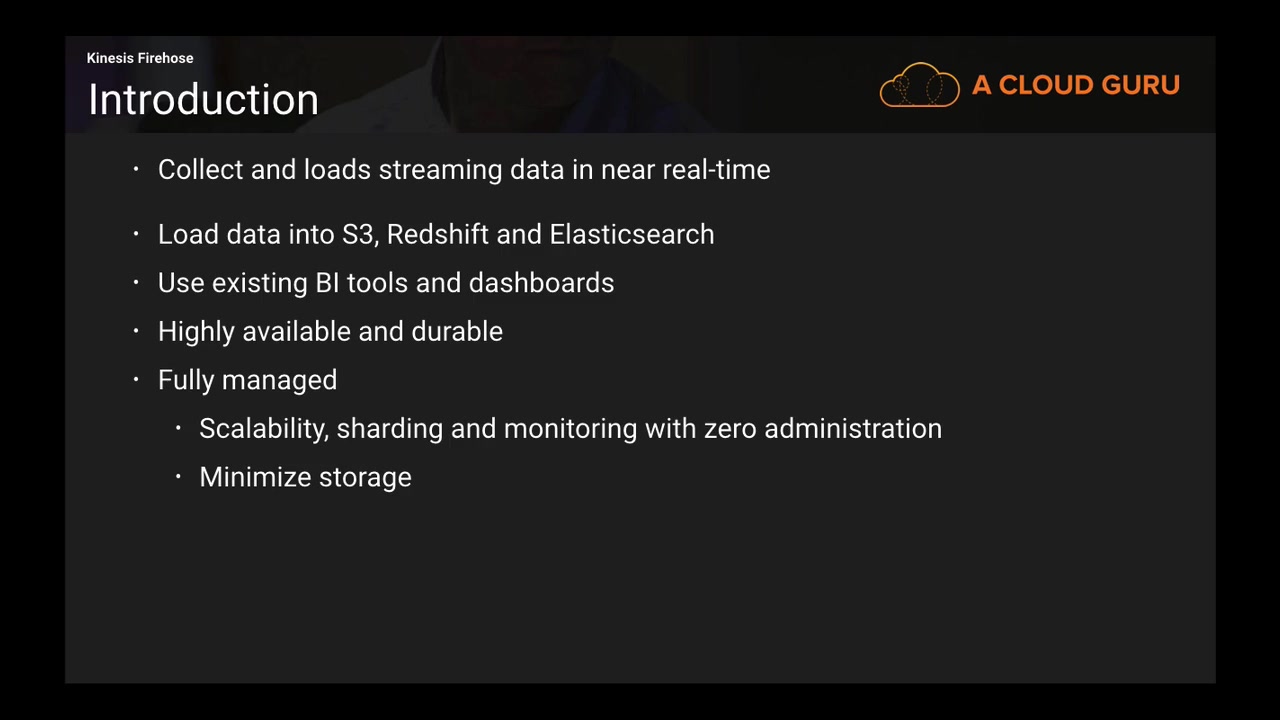 Kinesis Firehose
Introduction
A CLOUD GURU
• Collect and loads streaming data in near real-time
• Load data into S3, Redshift and Elasticsearch
• Use existing BI tools and dashboards
• Highly available and durable
• Fully managed
• Scalability, sharding and monitoring with zero administration
• Minimize storage